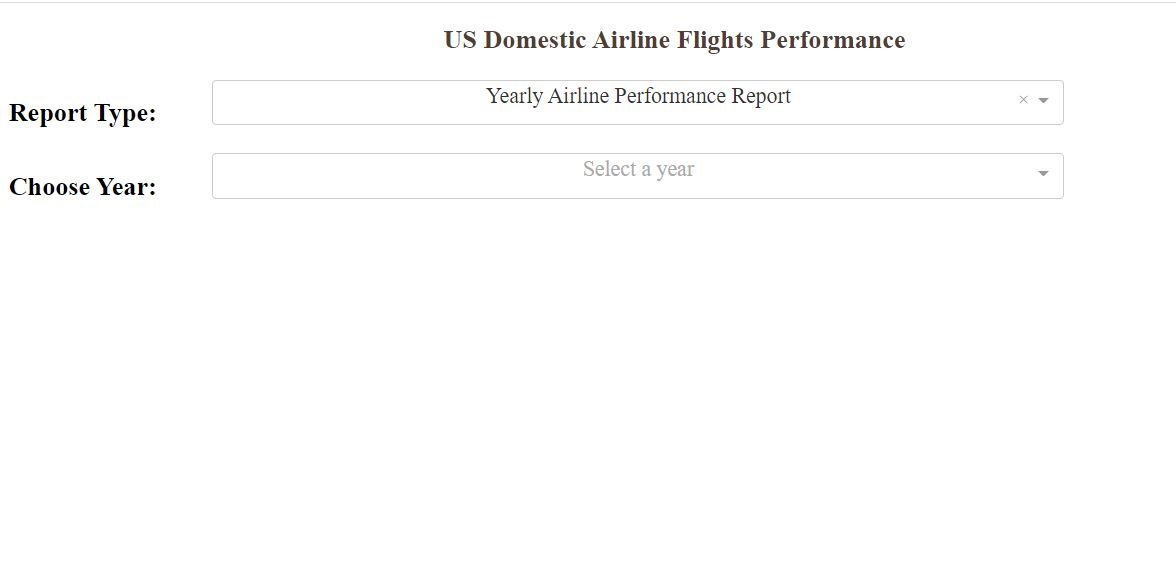 US Domestic Airline Flights Performance
Report Type:
Yearly Airline Performance Report
×
Choose Year:
Select a year